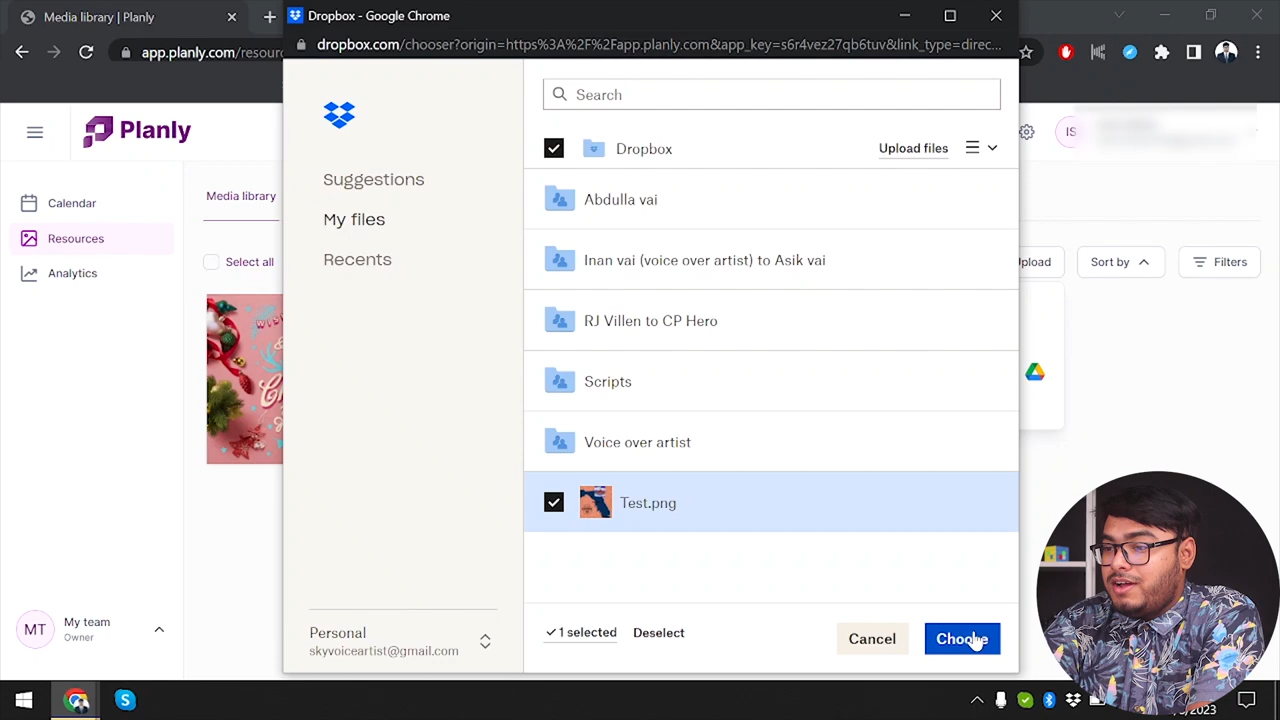 Media library | Planly
Dropbox - Google Chrome
app.planly.com/resour
dropbox.com/chooser?origin=https%3A%2F%2Fapp.planly.com&app_key=s6r4vez27qb6tuv&link_type=direc...
Planly
IS
Calendar
Resources
Analytics
Media library
Select all
Suggestions
My files
Recents
Search
Dropbox
Upload files
Abdulla vai
Inan vai (voice over artist) to Asik vai
RJ Villen to CP Hero
Scripts
Voice over artist
Test.png
pload
Sort by
Filters
MT
My team
Owner
Personal
skyvoiceartist@gmail.com
1 selected
Deselect
Cancel
Choose
/2023